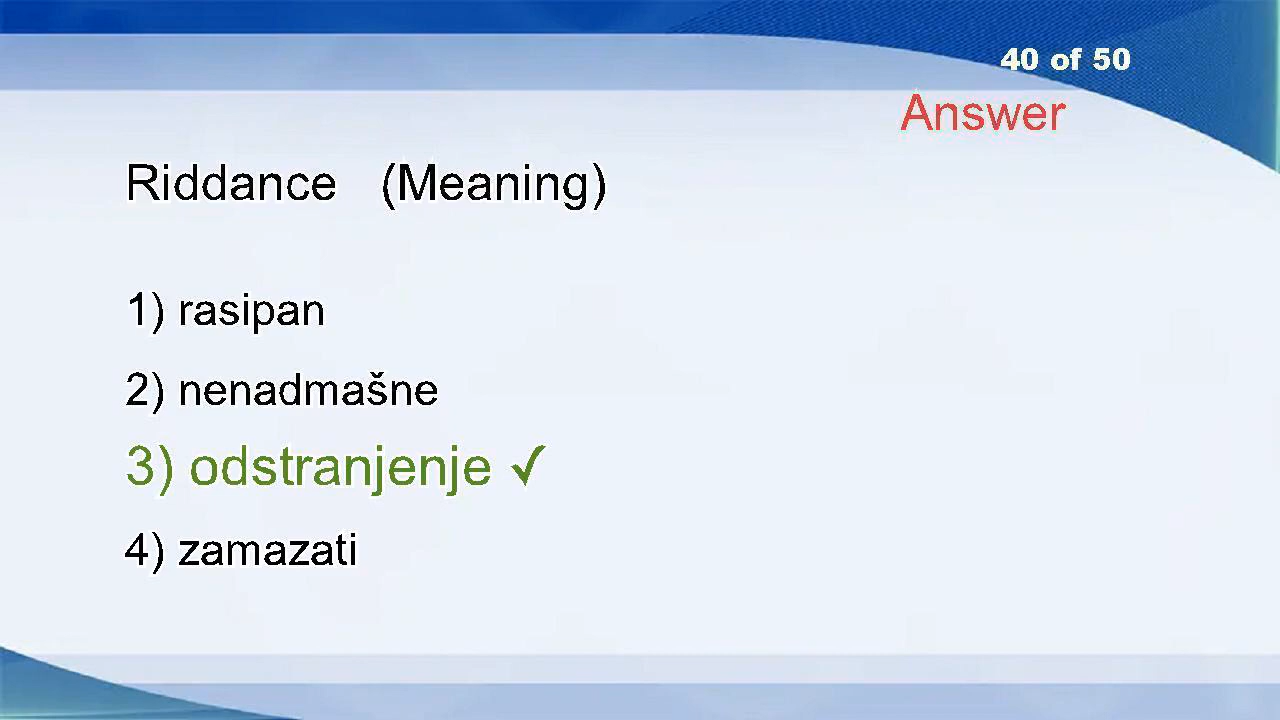 40 of 50
Answer
Riddance (Meaning)
1) rasipan
2) nenadmašne
3) odstranjenje ✓
4) zamazati